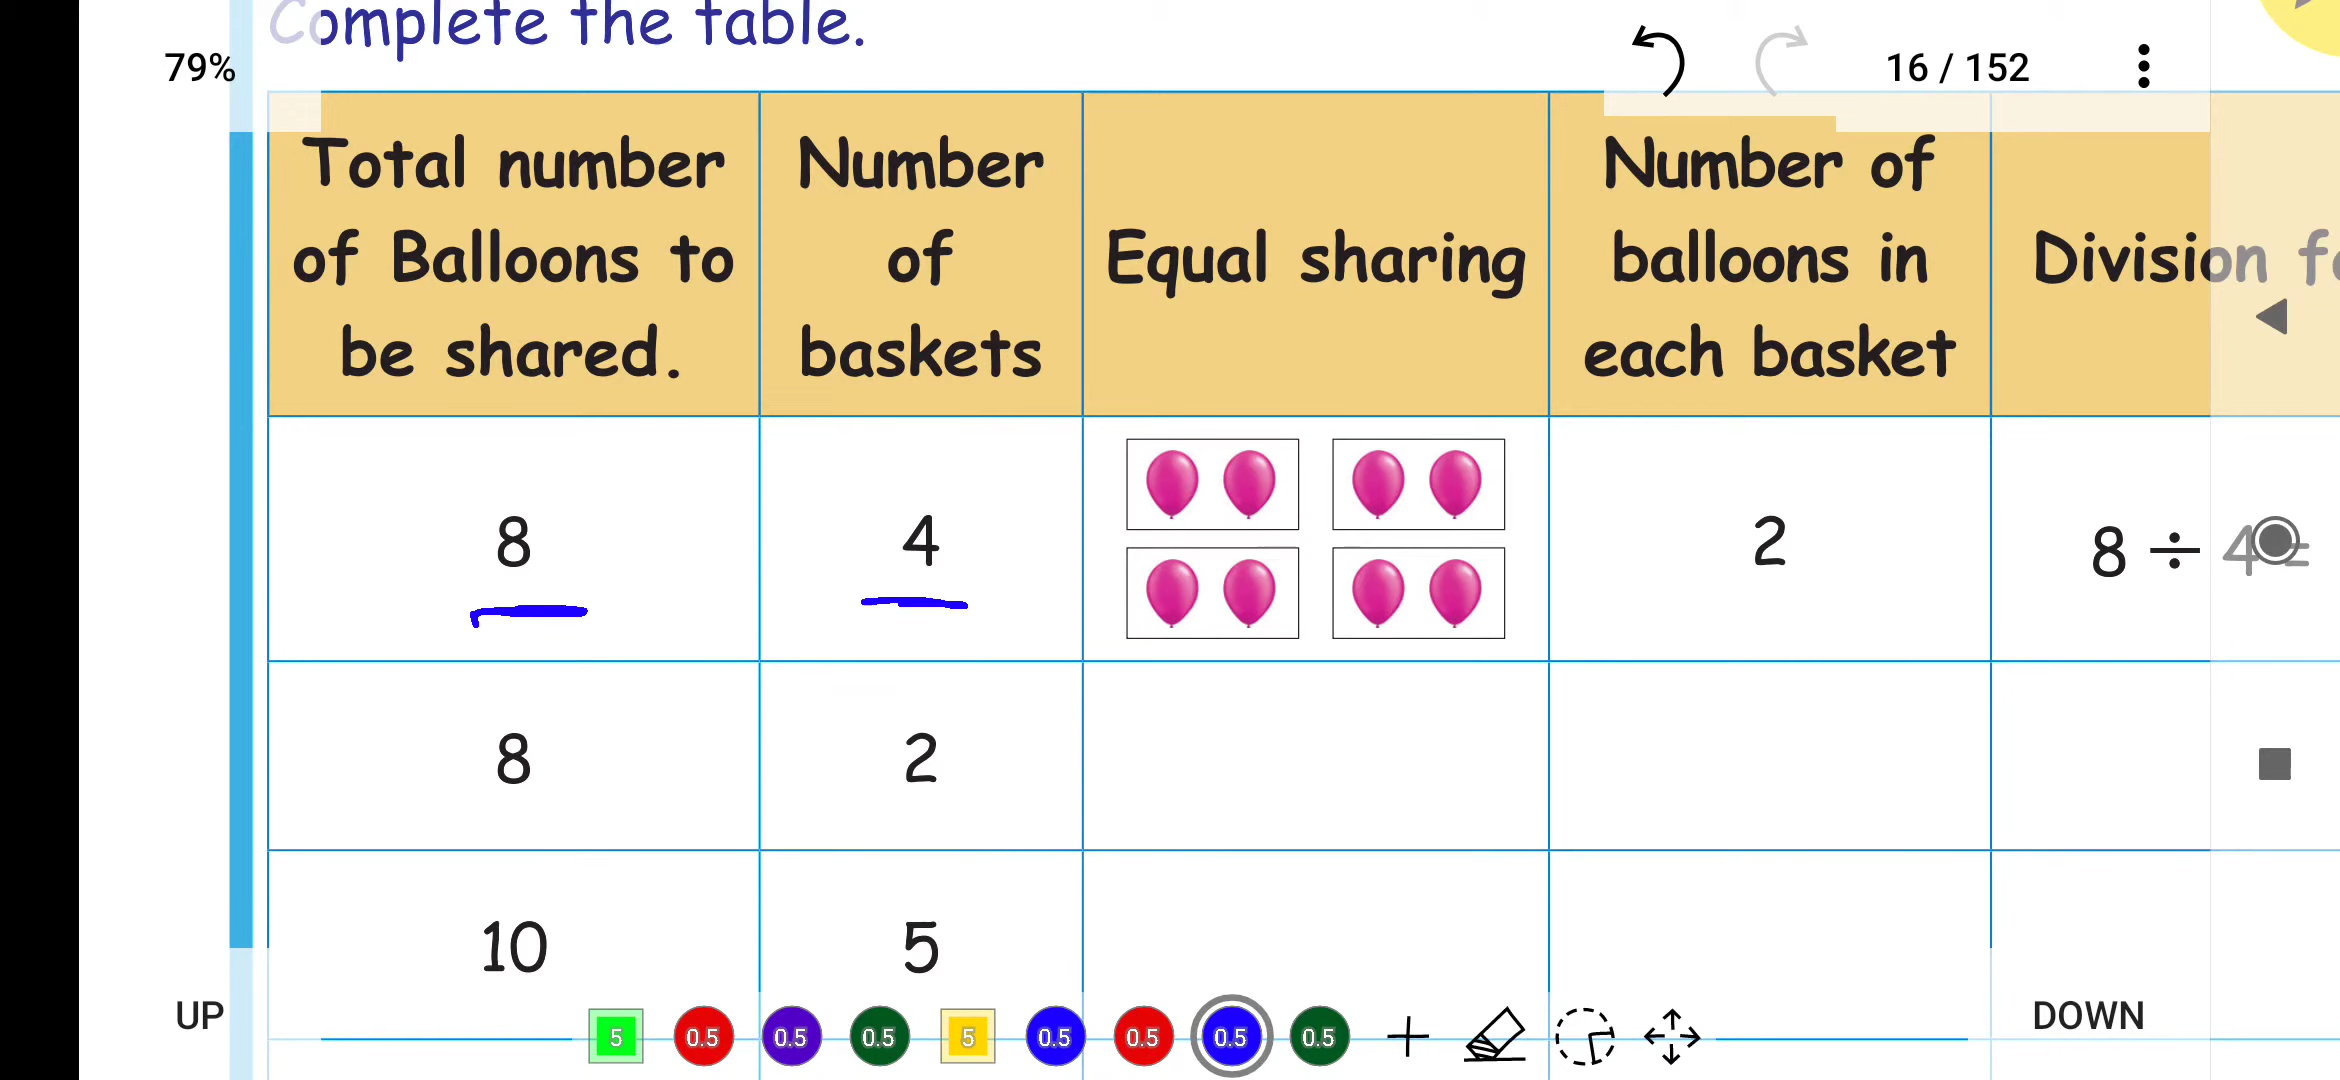 Complete the table.
79%
16 / 152
Total number of Balloons to be shared.
Number of baskets
Equal sharing
Number of balloons in each basket
Division
8
4
2
8 ÷ 4 =
8
2
10
5
UP
5
0.5
0.5
0.5
5
0.5
0.5
0.5
0.5
DOWN